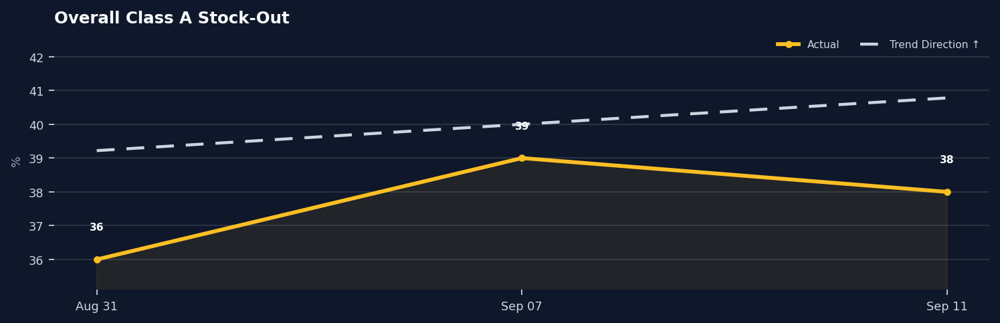 Overall Class A Stock-Out
Actual
Trend Direction ↑
42
41
40
39
38
37
36
%
39
38
36
Aug 31
Sep 07
Sep 11